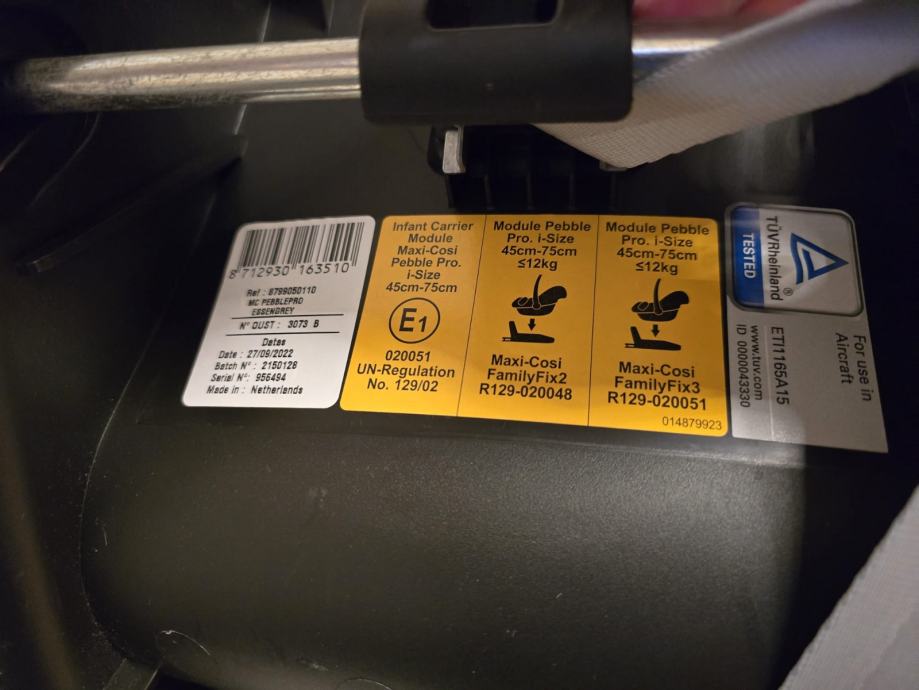 8 712930 163510
Ref : 8799050110
MC PEBBLEPRO
ESSENGREY
N° OUST : 3073 B
Datas
Date : 27/09/2022
Batch N° : 2150128
Serial N°: 956494
Made in : Netherlands
Infant Carrier
Module
Maxi-Cosi
Pebble Pro.
i-Size
45cm-75cm
E1
020051
UN-Regulation
No. 129/02
Module Pebble
Pro. i-Size
45cm-75cm
≤12kg
Maxi-Cosi
FamilyFix2
R129-020048
Module Pebble
Pro. i-Size
45cm-75cm
≤12kg
Maxi-Cosi
FamilyFix3
R129-020051
014879923
TÜVRheinland®
TESTED
ETI1165A15
www.tuv.com
ID 0000043330
For use in
Aircraft